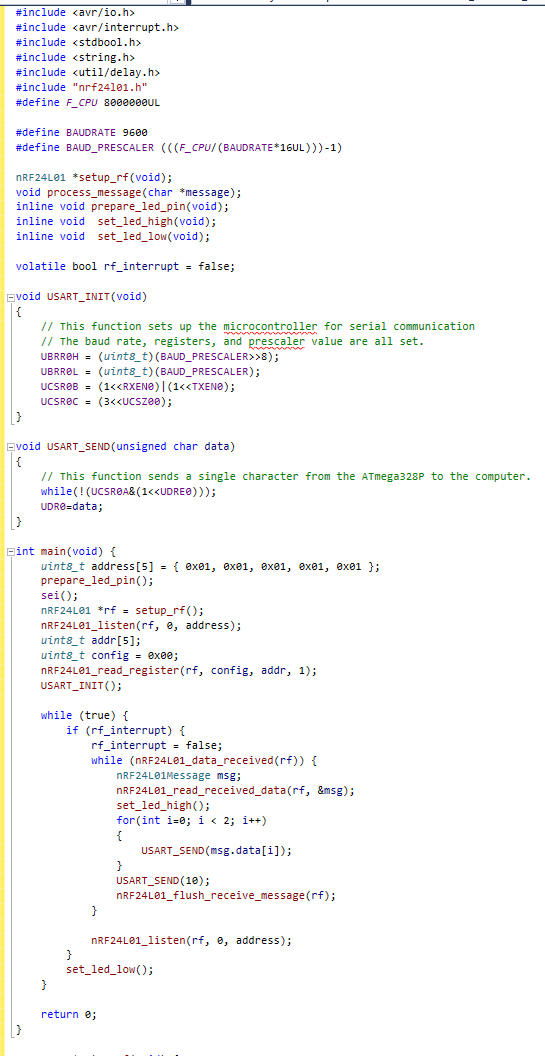 #include <avr/io.h>
#include <avr/interrupt.h>
#include <stdbool.h>
#include <string.h>
#include <util/delay.h>
#include "nrf24l01.h"
#define F_CPU 8000000UL
#define BAUDRATE 9600
#define BAUD_PRESCALER (((F_CPU/(BAUDRATE*16UL)))-1)
nRF24L01 *setup_rf(void);
void process_message(char *message);
inline void prepare_led_pin(void);
inline void  set_led_high(void);
inline void  set_led_low(void);
volatile bool rf_interrupt = false;
void USART_INIT(void)
{
    // This function sets up the microcontroller for serial communication
    // The baud rate, registers, and prescaler value are all set.
    UBRR0H = (uint8_t)(BAUD_PRESCALER>>8);
    UBRR0L = (uint8_t)(BAUD_PRESCALER);
    UCSR0B = (1<<RXEN0)|(1<<TXEN0);
    UCSR0C = (3<<UCSZ00);
}
void USART_SEND(unsigned char data)
{
    // This function sends a single character from the ATmega328P to the computer.
    while(!(UCSR0A&(1<<UDRE0)));
    UDR0=data;
}
int main(void) {
    uint8_t address[5] = { 0x01, 0x01, 0x01, 0x01, 0x01 };
    prepare_led_pin();
    sei();
    nRF24L01 *rf = setup_rf();
    nRF24L01_listen(rf, 0, address);
    uint8_t addr[5];
    uint8_t config = 0x00;
    nRF24L01_read_register(rf, config, addr, 1);
    USART_INIT();
    while (true) {
        if (rf_interrupt) {
            rf_interrupt = false;
            while (nRF24L01_data_received(rf)) {
                nRF24L01Message msg;
                nRF24L01_read_received_data(rf, &msg);
                set_led_high();
                for(int i=0; i < 2; i++)
                {
                    USART_SEND(msg.data[i]);
                }
                USART_SEND(10);
                nRF24L01_flush_receive_message(rf);
            }
            nRF24L01_listen(rf, 0, address);
        }
        set_led_low();
    }
    return 0;
}